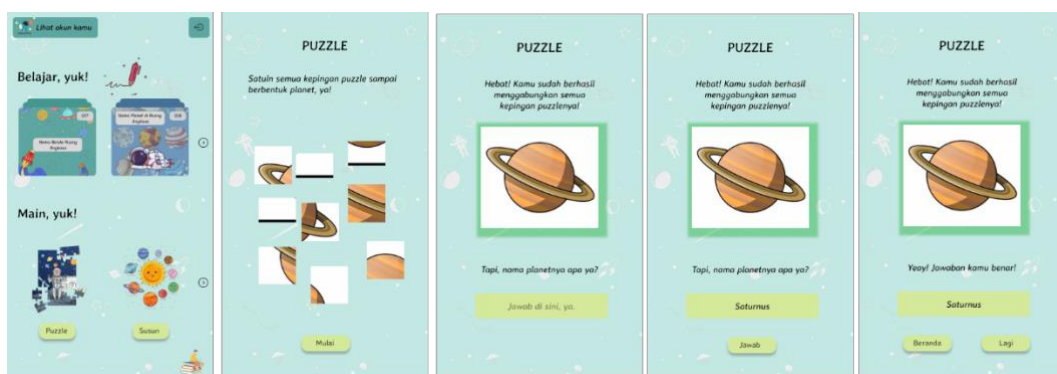 Lihat akun kamu
Belajar, yuk!
Main, yuk!
Puzzle
Susun
PUZZLE
Satuin semua kepingan puzzle sampai
berbentuk planet, ya!
Mulai
PUZZLE
Hebat! Kamu sudah berhasil
menggabungkan semua
kepingan puzzlenya!
Tapi, nama planetnya apa ya?
Jawab di sini, ya.
PUZZLE
Hebat! Kamu sudah berhasil
menggabungkan semua
kepingan puzzlenya!
Tapi, nama planetnya apa ya?
Saturnus
Jawab
PUZZLE
Hebat! Kamu sudah berhasil
menggabungkan semua
kepingan puzzlenya!
Yeay! Jawaban kamu benar!
Saturnus
Beranda
Lagi